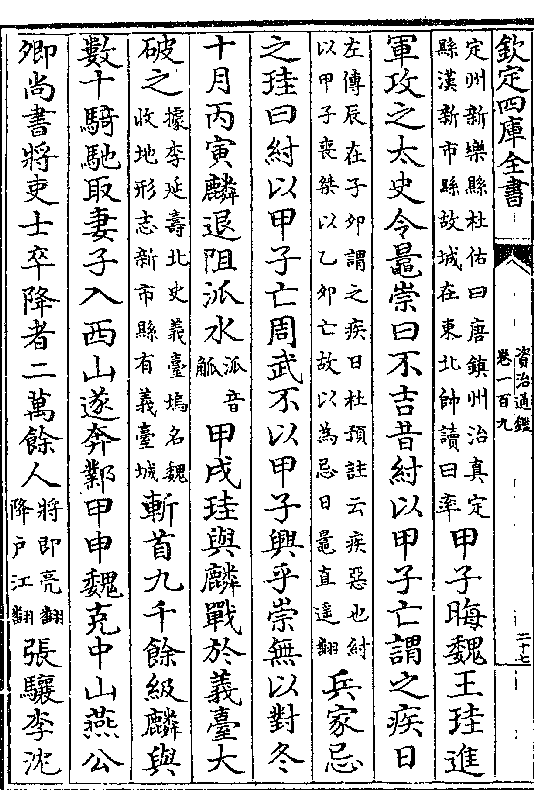 欽定四庫全書
資治通鑑
卷一百九
二十七
定州新樂縣杜佑曰唐鎮州治真定
縣漢新市縣故城在東北帥讀曰率
甲子晦魏王珪進
軍攻之太史令鼂崇曰不吉昔紂以甲子亡謂之疾日
左傳辰在子卯謂之疾日杜預註云疾惡也紂
以甲子喪桀以乙卯亡故以為忌日鼂直遥翻
兵家忌
之珪曰紂以甲子亡周武不以甲子興乎崇無以對冬
十月丙寅麟退阻泒水
泒音
觚
甲戌珪與麟戰於義臺大
破之
據李延壽北史義臺塢名魏
收地形志新市縣有義臺城
斬首九千餘級麟與
數十騎馳取妻子入西山遂奔鄴甲申魏克中山燕公
卿尚書將吏士卒降者二萬餘人
將即亮翻
降户江翻
張驤李沈